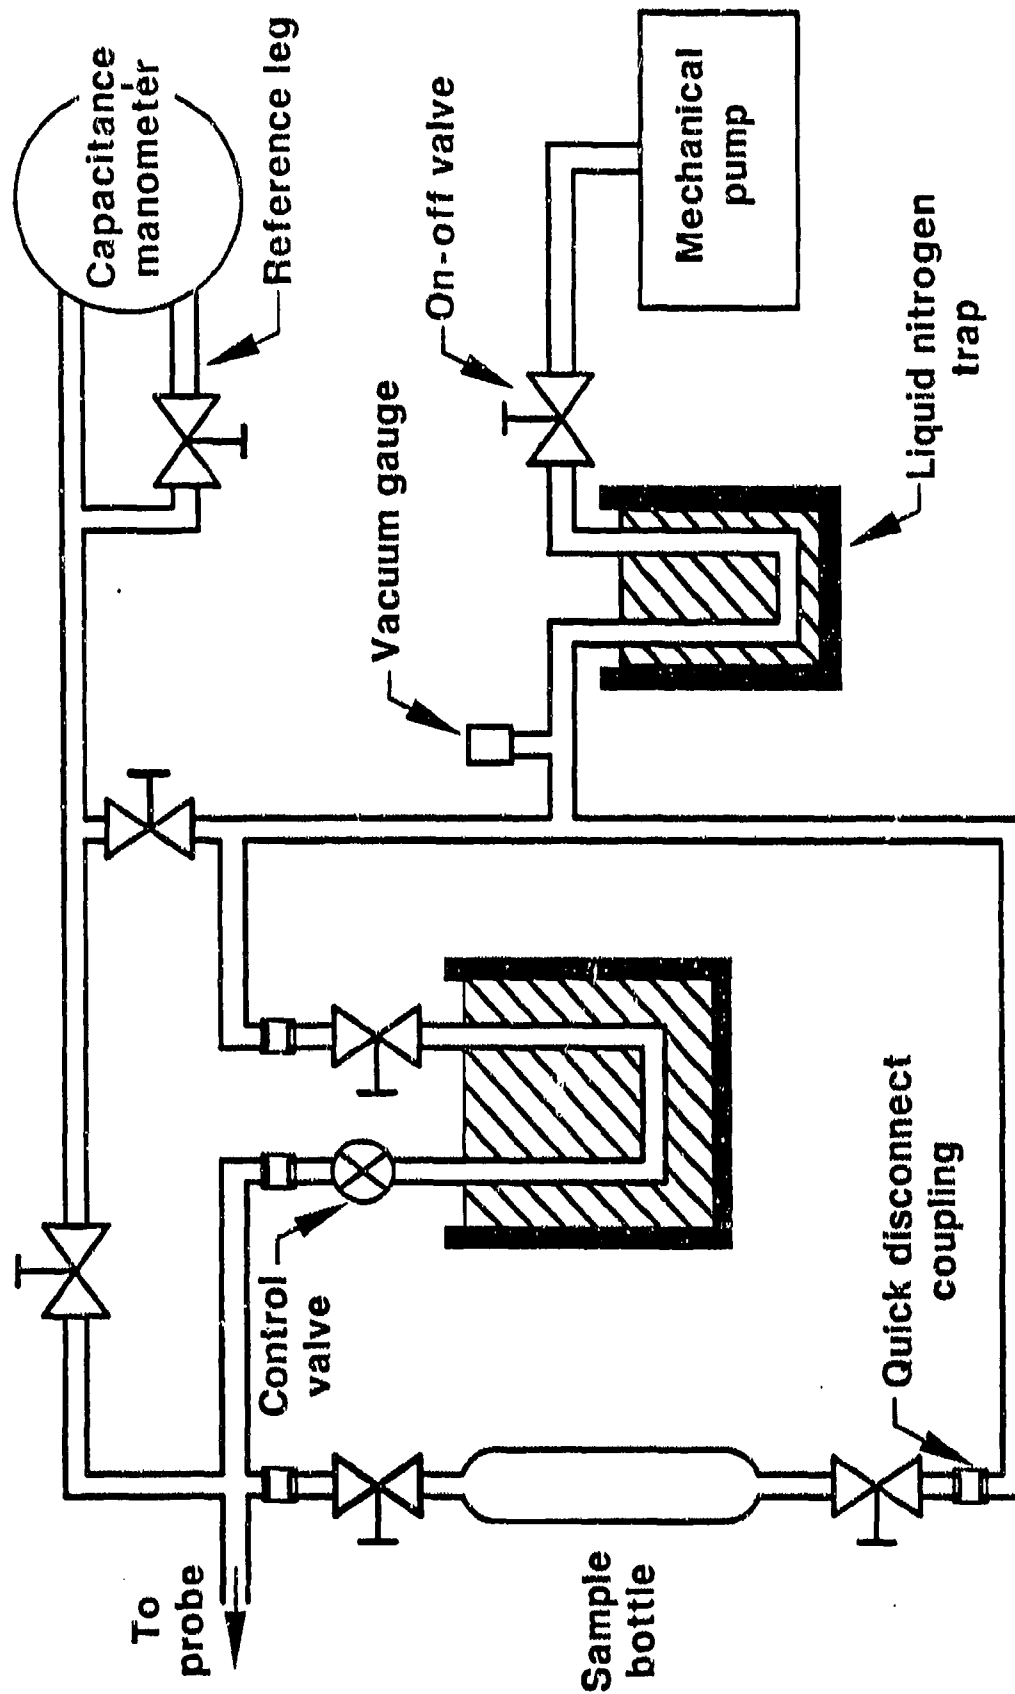 Capacitance
manometer
Reference leg
On-off valve
Mechanical
pump
Vacuum gauge
Liquid nitrogen
trap
Control
valve
Quick disconnect
coupling
To
probe
Sample
bottle